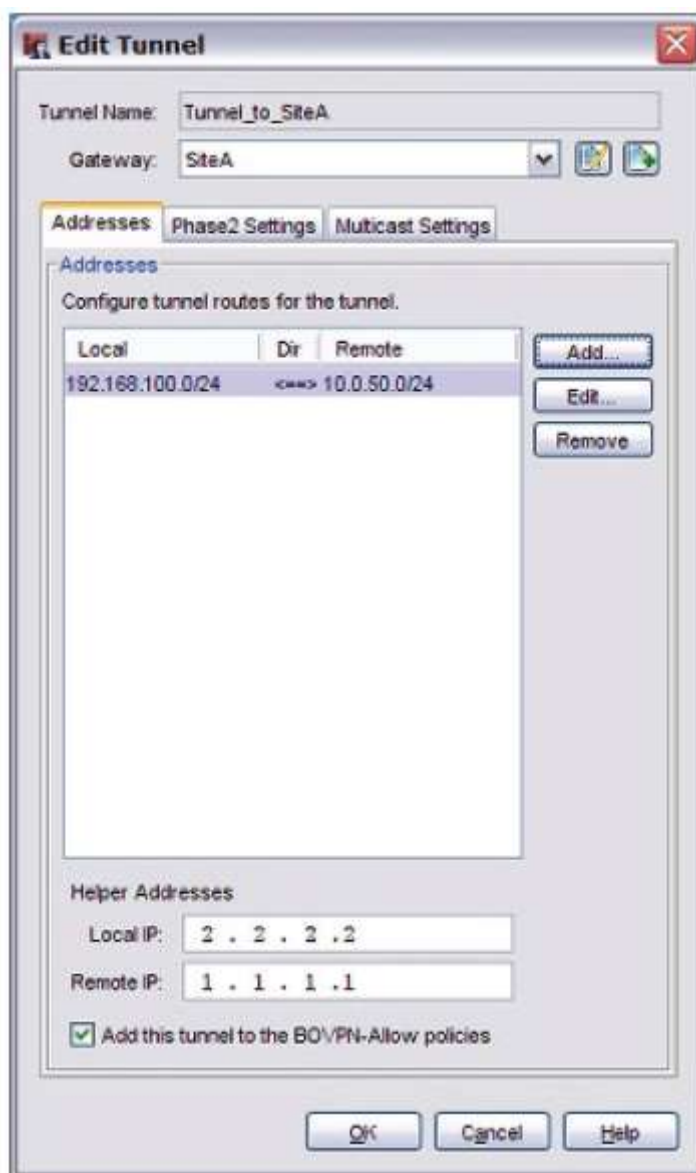 Edit Tunnel
Tunnel Name: Tunnel_to_SiteA
Gateway: SiteA
Addresses Phase2 Settings Multicast Settings
Addresses
Configure tunnel routes for the tunnel.
Local Dir Remote Add...
192.168.100.0/24 <==> 10.0.50.0/24 Edit...
Remove
Helper Addresses
Local IP: 2 . 2 . 2 .2
Remote IP: 1 . 1 . 1 .1
Add this tunnel to the BOVPN-Allow policies
OK Cancel Help